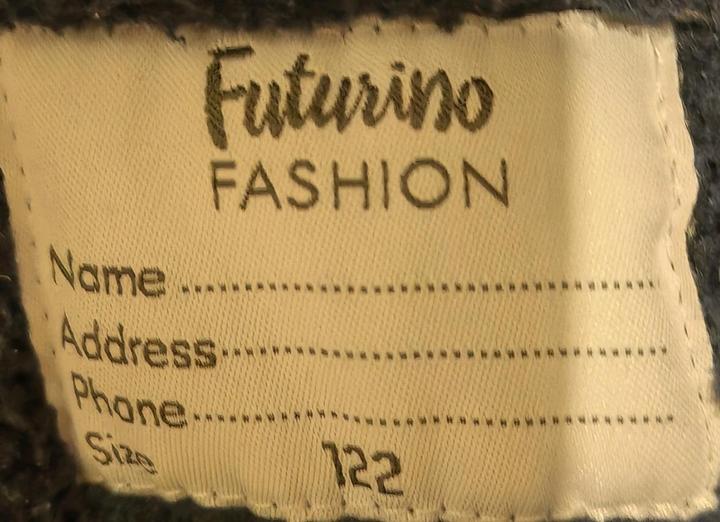 Futurino
FASHION
Name ........................................
Address ........................................
Phone ........................................
Size 122